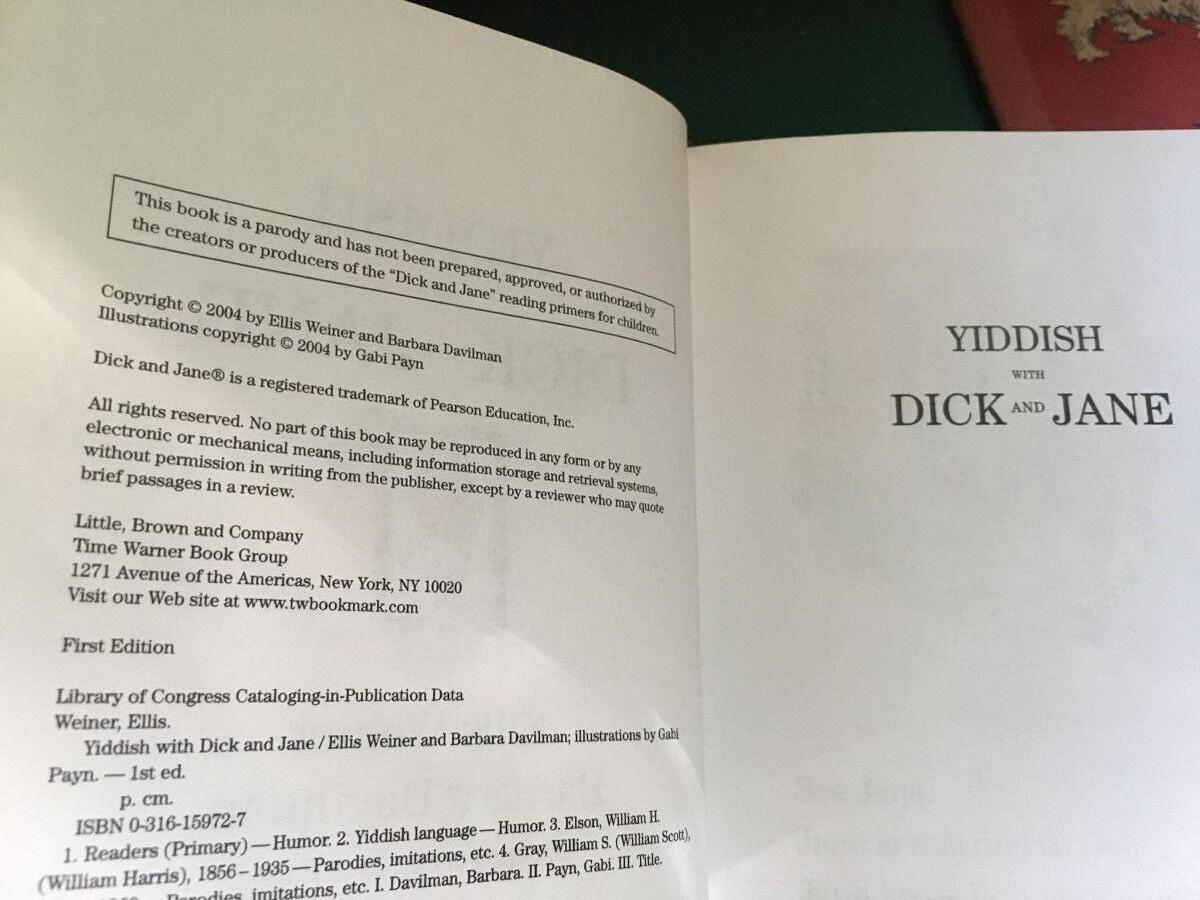 This book is a parody and has not been prepared, approved, or authorized by
the creators or producers of the "Dick and Jane" reading primers for children.
Copyright © 2004 by Ellis Weiner and Barbara Davilman
Illustrations copyright © 2004 by Gabi Payn
Dick and Jane® is a registered trademark of Pearson Education, Inc.
All rights reserved. No part of this book may be reproduced in any form or by any
electronic or mechanical means, including information storage and retrieval systems,
without permission in writing from the publisher, except by a reviewer who may quote
brief passages in a review.
Little, Brown and Company
Time Warner Book Group
1271 Avenue of the Americas, New York, NY 10020
Visit our Web site at www.twbookmark.com
First Edition
Library of Congress Cataloging-in-Publication Data
Weiner, Ellis.
Yiddish with Dick and Jane / Ellis Weiner and Barbara Davilman; illustrations by Gabi
Payn. — 1st ed.
p. cm.
ISBN 0-316-15972-7
1. Readers (Primary) — Humor. 2. Yiddish language — Humor. 3. Elson, William H.
(William Harris), 1856–1935 — Parodies, imitations, etc. 4. Gray, William S. (William Scott),
Parodies, imitations, etc. I. Davilman, Barbara. II. Payn, Gabi. III. Title.
YIDDISH
WITH
DICK AND JANE
See Jane.